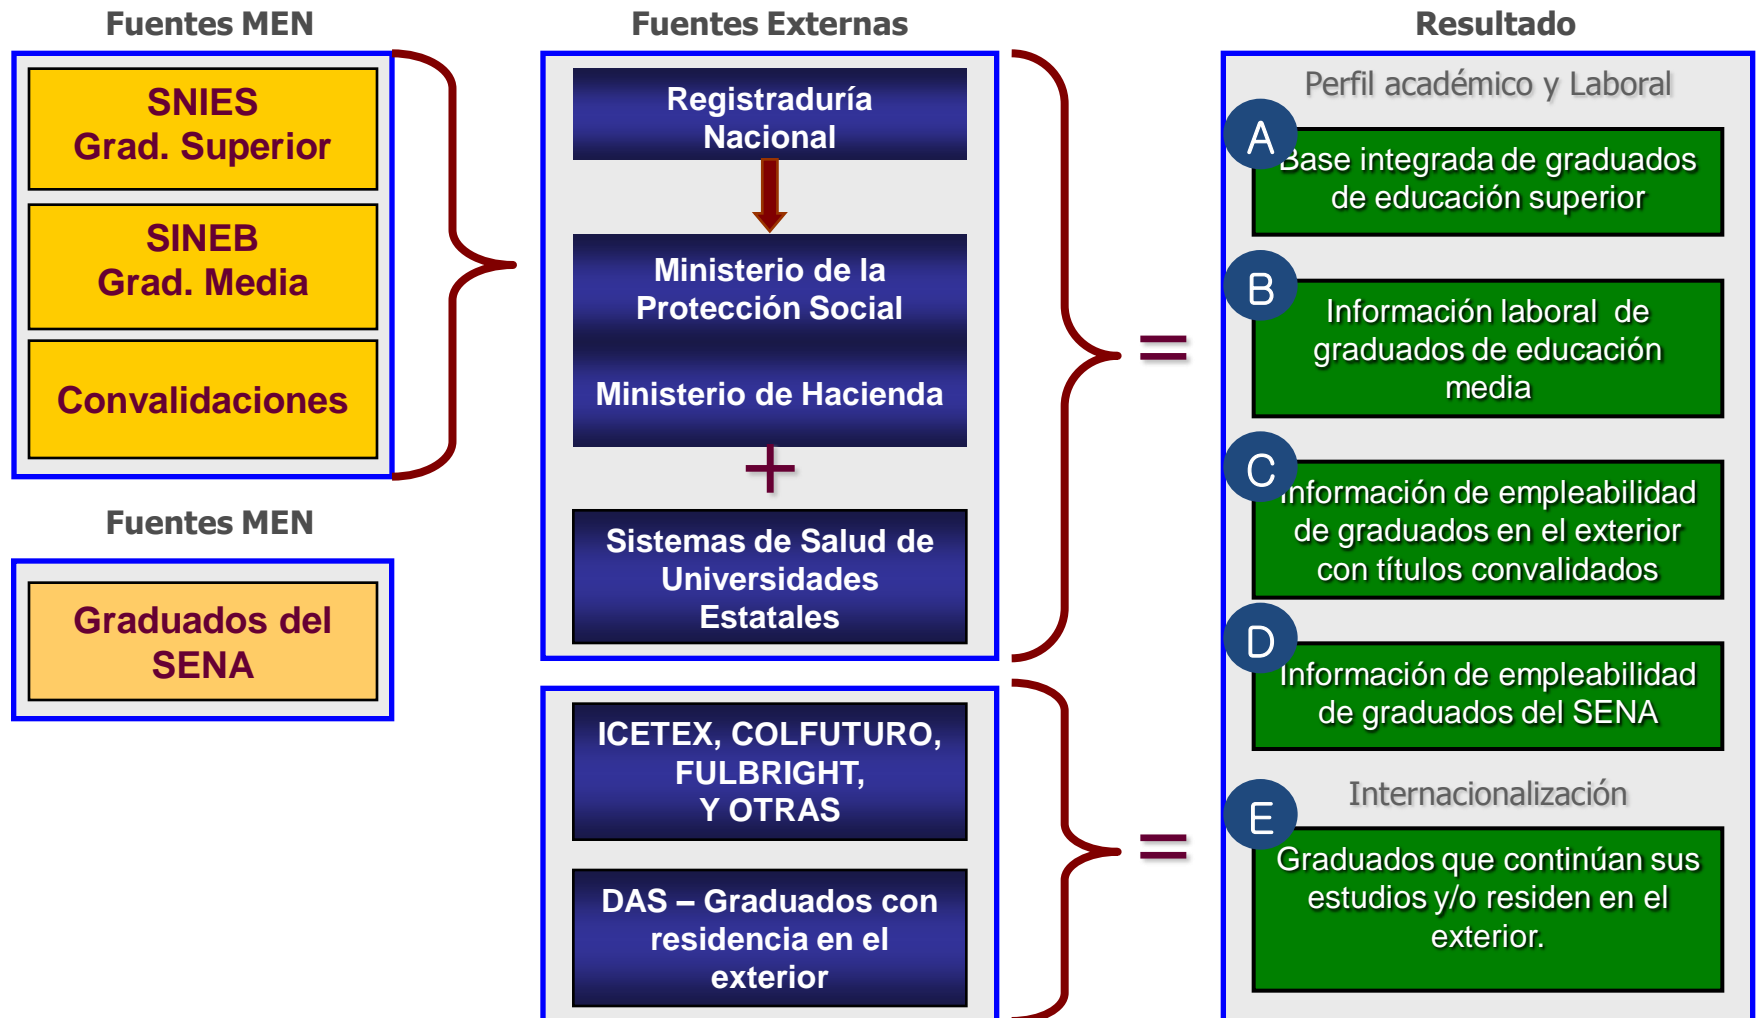 Fuentes MEN
SNIES
Grad. Superior
SINEB
Grad. Media
Convalidaciones
Fuentes MEN
Graduados del
SENA
Fuentes Externas
Registraduría
Nacional
Ministerio de la
Protección Social
Ministerio de Hacienda
+
Sistemas de Salud de
Universidades
Estatales
=
ICETEX, COLFUTURO,
FULBRIGHT,
Y OTRAS
DAS – Graduados con
residencia en el
exterior
=
Resultado
Perfil académico y Laboral
A
Base integrada de graduados
de educación superior
B
Información laboral de
graduados de educación
media
C
Información de empleabilidad
de graduados en el exterior
con títulos convalidados
D
Información de empleabilidad
de graduados del SENA
Internacionalización
E
Graduados que continúan sus
estudios y/o residen en el
exterior.